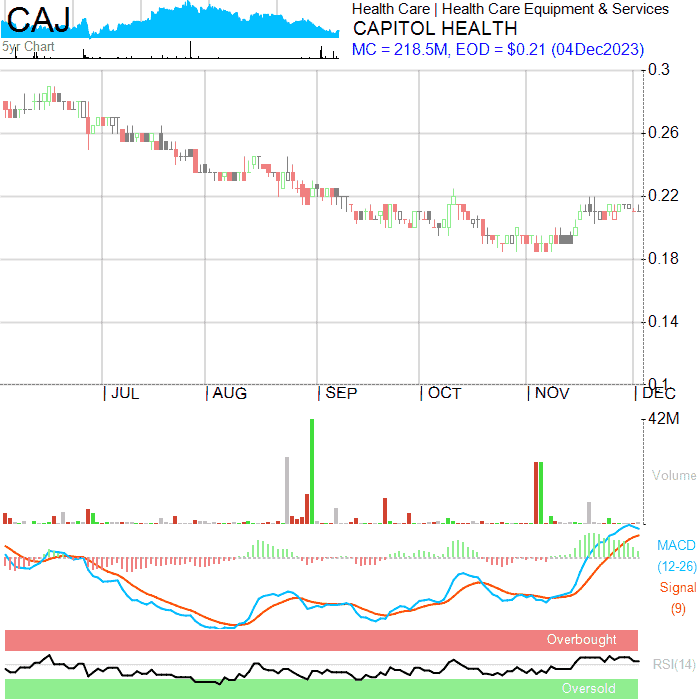 CAJ
5yr Chart
Health Care | Health Care Equipment & Services
CAPITOL HEALTH
MC = 218.5M, EOD = $0.21 (04Dec2023)
0.3
0.26
0.22
0.18
0.14
0.1
JUL AUG SEP OCT NOV DEC
42M
Volume
MACD
(12-26)
Signal
(9)
Overbought
RSI(14)
Oversold